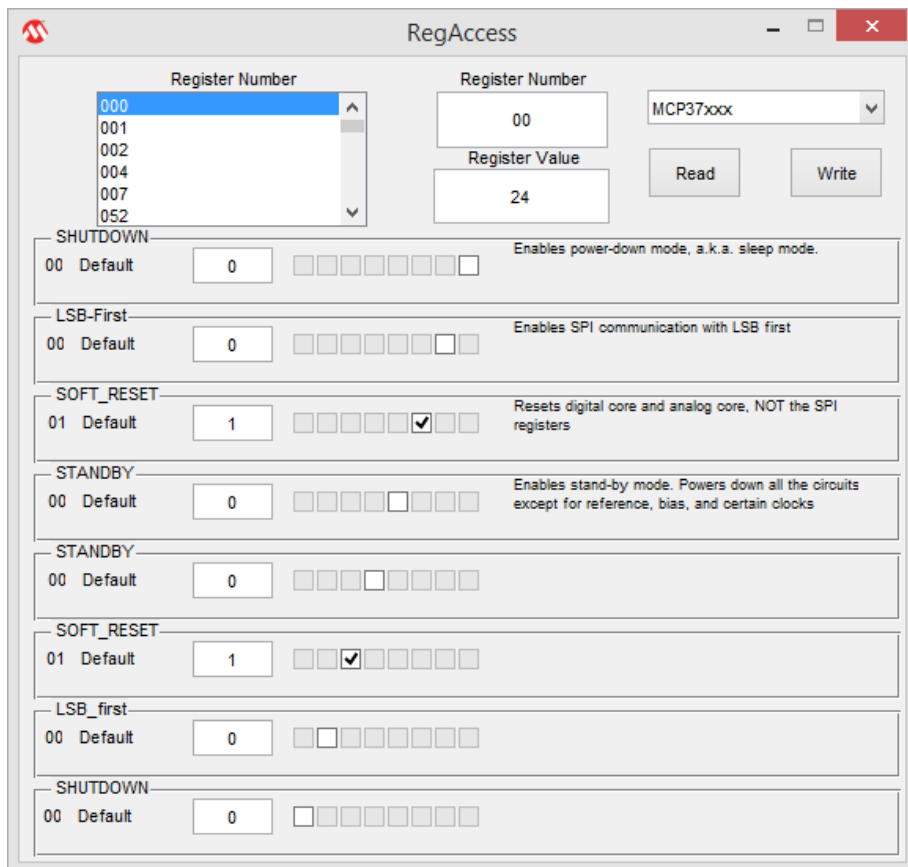 RegAccess
Register Number
000
001
002
004
007
052
Register Number
00
Register Value
24
MCP37xxx
Read
Write
SHUTDOWN
00 Default
0
Enables power-down mode, a.k.a. sleep mode.
LSB-First
00 Default
0
Enables SPI communication with LSB first
SOFT_RESET
01 Default
1
Resets digital core and analog core, NOT the SPI
registers
STANDBY
00 Default
0
Enables stand-by mode. Powers down all the circuits
except for reference, bias, and certain clocks
STANDBY
00 Default
0
SOFT_RESET
01 Default
1
LSB_first
00 Default
0
SHUTDOWN
00 Default
0